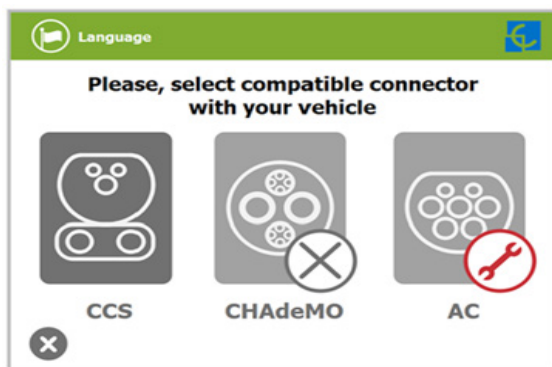 Language
Please, select compatible connector
with your vehicle
CCS
CHAdeMO
AC